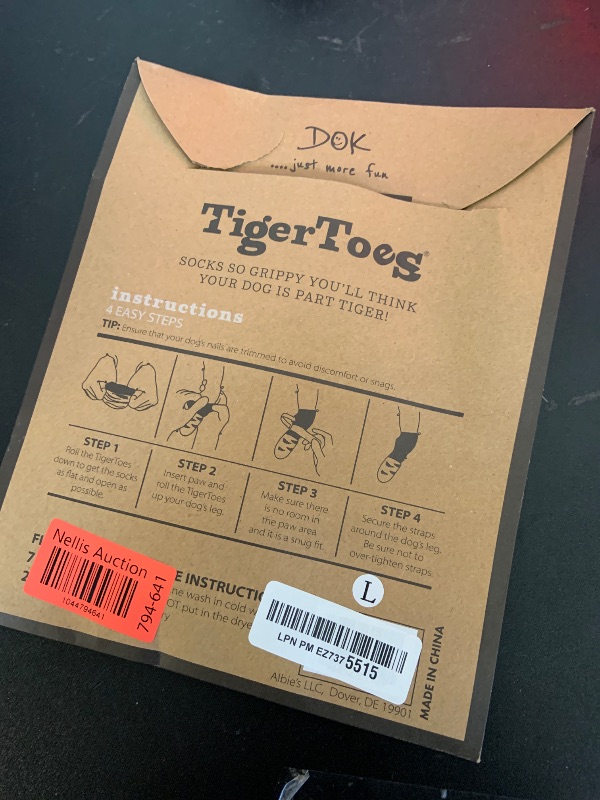 DOK
....just more fun
TigerToes®
SOCKS SO GRIPPY YOU'LL THINK
YOUR DOG IS PART TIGER!
instructions
4 EASY STEPS
TIP: Ensure that your dog's nails are trimmed to avoid discomfort or snags.
STEP 1
Roll the TigerToes
down to get the socks
as flat and open as
possible.
STEP 2
Insert paw and
roll the TigerToes
up your dog's leg.
STEP 3
Make sure there
is no room in
the paw area
and it is a snug fit.
STEP 4
Secure the straps
around the dog's leg.
Be sure not to
over-tighten straps.
Nellis Auction
1044794641
794-641
E INSTRUCTIO
ne wash in cold w
OT put in the drye
ry
L
LPN PM EZ737 5515
Albie's LLC, Dover, DE 19901
MADE IN CHINA